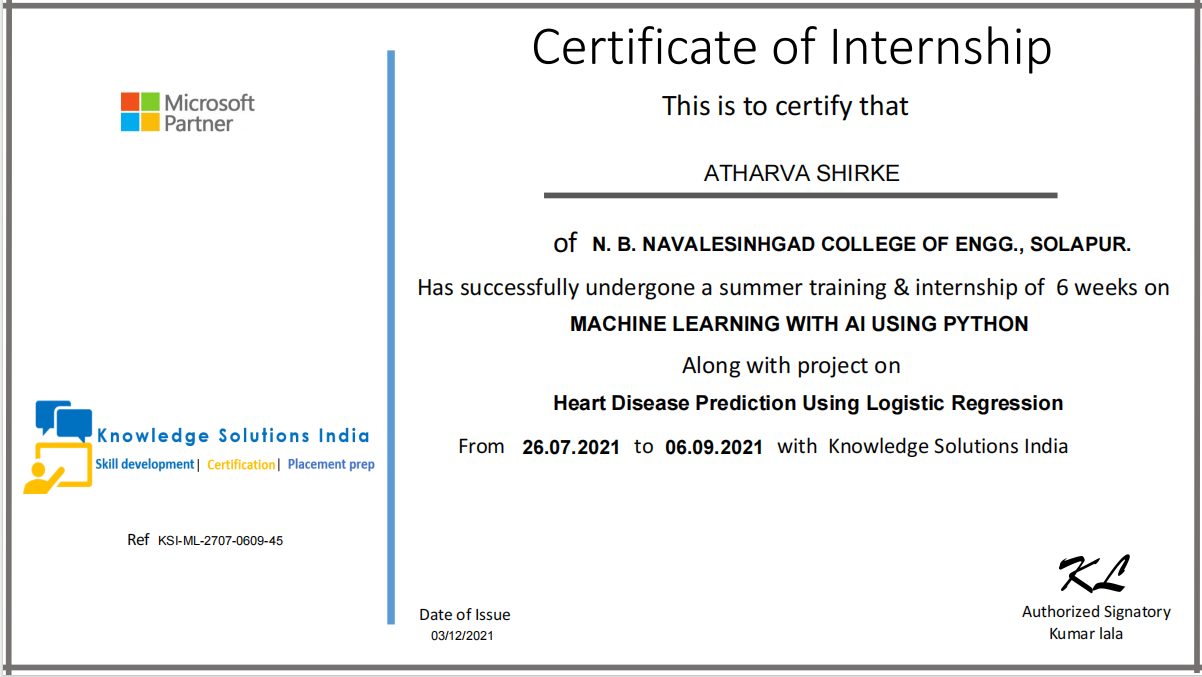 Certificate of Internship
This is to certify that
Microsoft
Partner
ATHARVA SHIRKE
of N. B. NAVALESINHGAD COLLEGE OF ENGG., SOLAPUR.
Has successfully undergone a summer training & internship of 6 weeks on
MACHINE LEARNING WITH AI USING PYTHON
Along with project on
Heart Disease Prediction Using Logistic Regression
From 26.07.2021 to 06.09.2021 with Knowledge Solutions India
Knowledge Solutions India
Skill development| Certification| Placement prep
Ref KSI-ML-2707-0609-45
Date of Issue
03/12/2021
KL
Authorized Signatory
Kumar lala